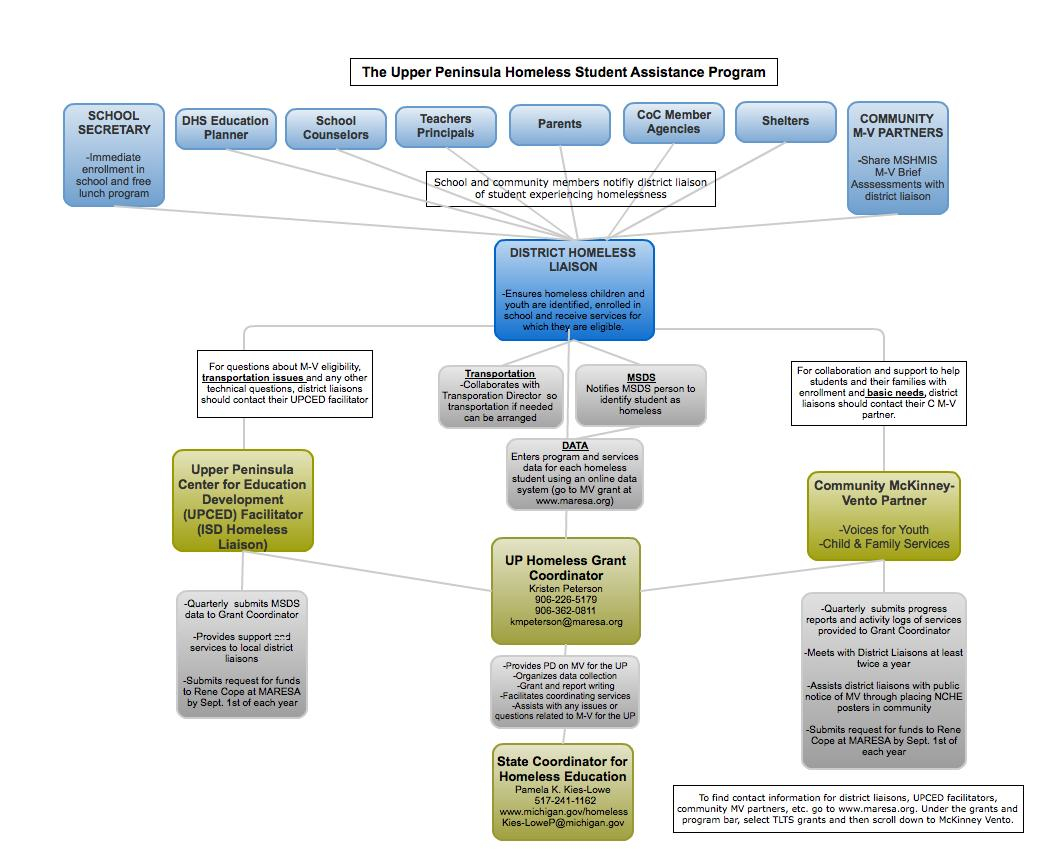 The Upper Peninsula Homeless Student Assistance Program
SCHOOL
SECRETARY
-Immediate
enrollment in
school and free
lunch program
DHS Education
Planner
School
Counselors
Teachers
Principals
Parents
CoC Member
Agencies
Shelters
COMMUNITY
M-V PARTNERS
-Share MSHMIS
M-V Brief
Asssessments with
district liaison
School and community members notifiy district liaison
of student experiencing homelessness
DISTRICT HOMELESS
LIAISON
-Ensures homeless children and
youth are identified, enrolled in
school and receive services for
which they are eligible.
For questions about M-V eligibility,
transportation issues and any other
technical questions, district liaisons
should contact their UPCED facilitator
Transportation
-Collaborates with
Transporation Director so
transportation if needed
can be arranged
MSDS
Notifies MSDS person to
identify student as
homeless
For collaboration and support to help
students and their families with
enrollment and basic needs, district
liaisons should contact their C M-V
partner.
DATA
Enters program and services
data for each homeless
student using an online data
system (go to MV grant at
www.maresa.org)
Upper Peninsula
Center for Education
Development
(UPCED) Facilitator
(ISD Homeless
Liaison)
Community McKinney-
Vento Partner
-Voices for Youth
-Child & Family Services
UP Homeless Grant
Coordinator
Kristen Peterson
906-226-5179
906-362-0811
kmpeterson@maresa.org
-Quarterly submits MSDS
data to Grant Coordinator
-Provides support and
services to local district
liaisons
-Submits request for funds
to Rene Cope at MARESA
by Sept. 1st of each year
-Provides PD on MV for the UP
-Organizes data collection
-Grant and report writing
-Facilitates coordinating services
-Assists with any issues or
questions related to M-V for the UP
-Quarterly submits progress
reports and activity logs of services
provided to Grant Coordinator
-Meets with District Liaisons at least
twice a year
-Assists district liaisons with public
notice of MV through placing NCHE
posters in community
-Submits request for funds to Rene
Cope at MARESA by Sept. 1st of
each year
State Coordinator for
Homeless Education
Pamela K. Kies-Lowe
517-241-1162
www.michigan.gov/homeless
Kies-LoweP@michigan.gov
To find contact information for district liaisons, UPCED facilitators,
community MV partners, etc. go to www.maresa.org. Under the grants and
program bar, select TLTS grants and then scroll down to McKinney Vento.